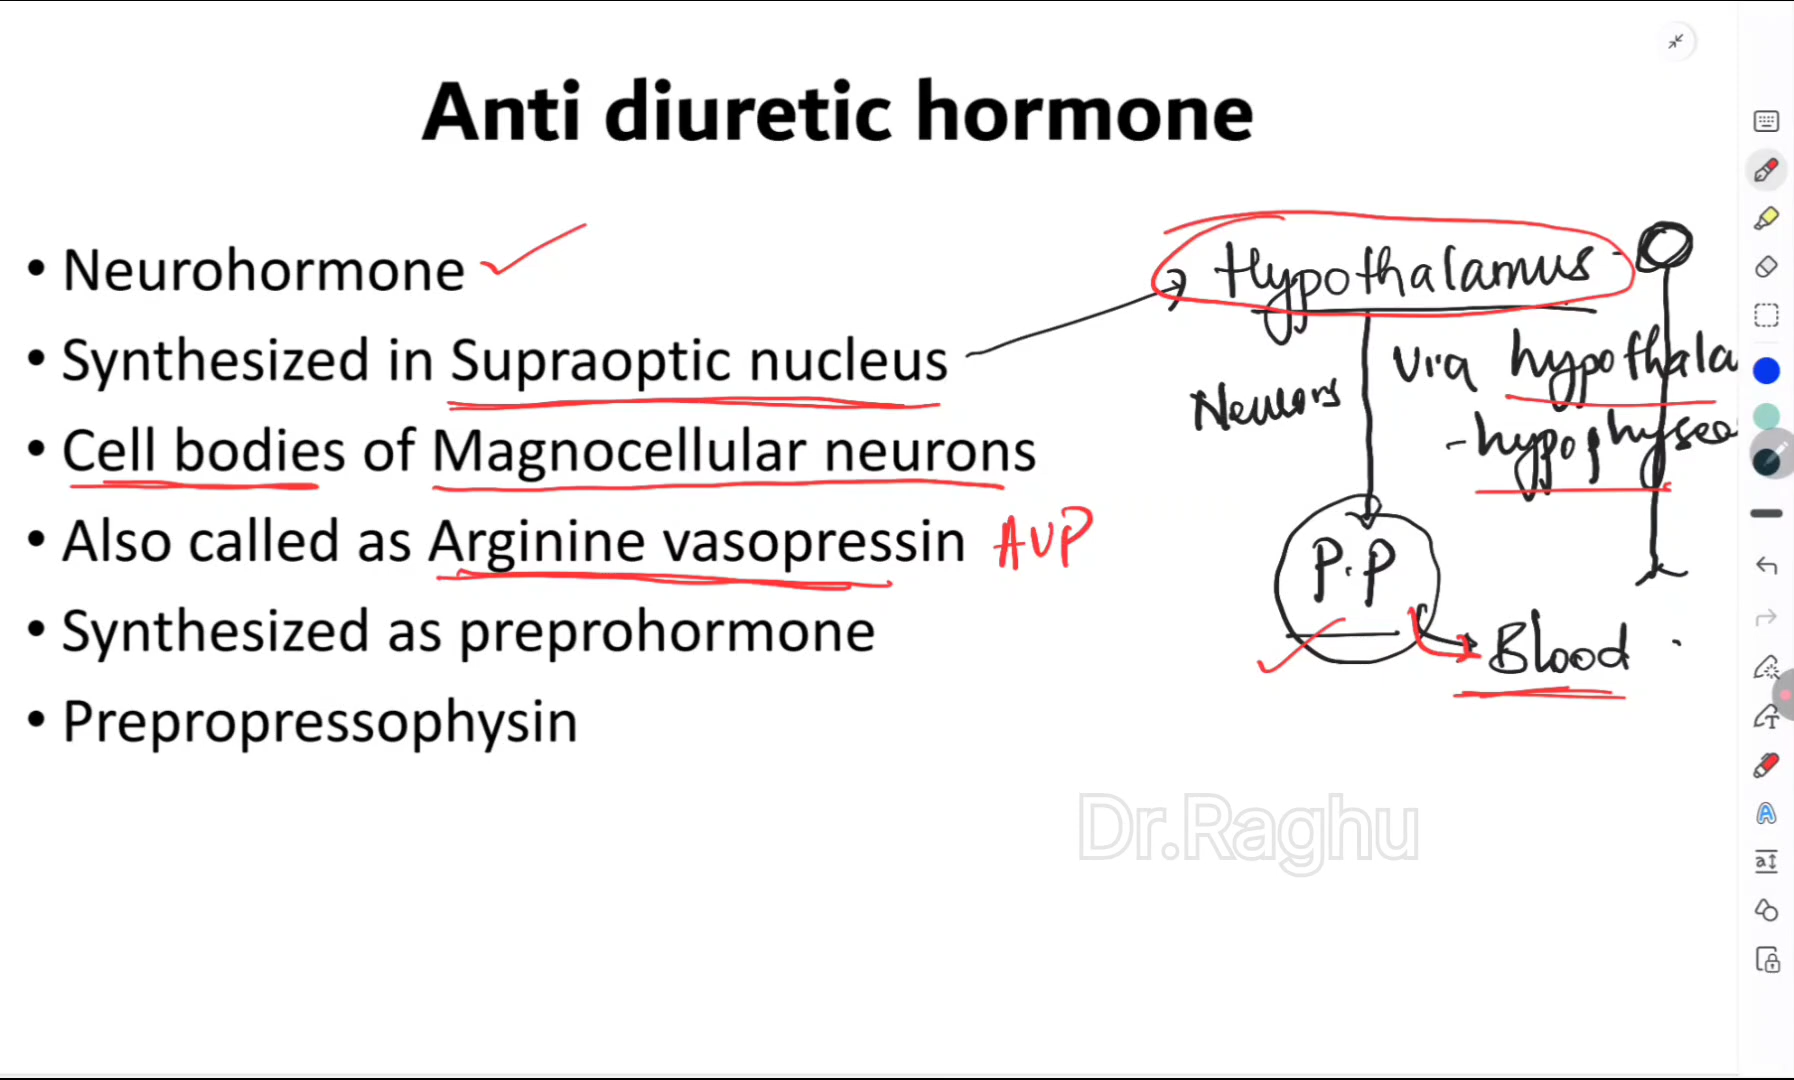 Anti diuretic hormone
• Neurohormone
• Synthesized in Supraoptic nucleus
• Cell bodies of Magnocellular neurons
• Also called as Arginine vasopressin AVP
• Synthesized as preprohormone
• Prepropressophysin
Hypothalamus
Neurons
Via hypothala
-hypophysea
P.P
Blood
Dr.Raghu